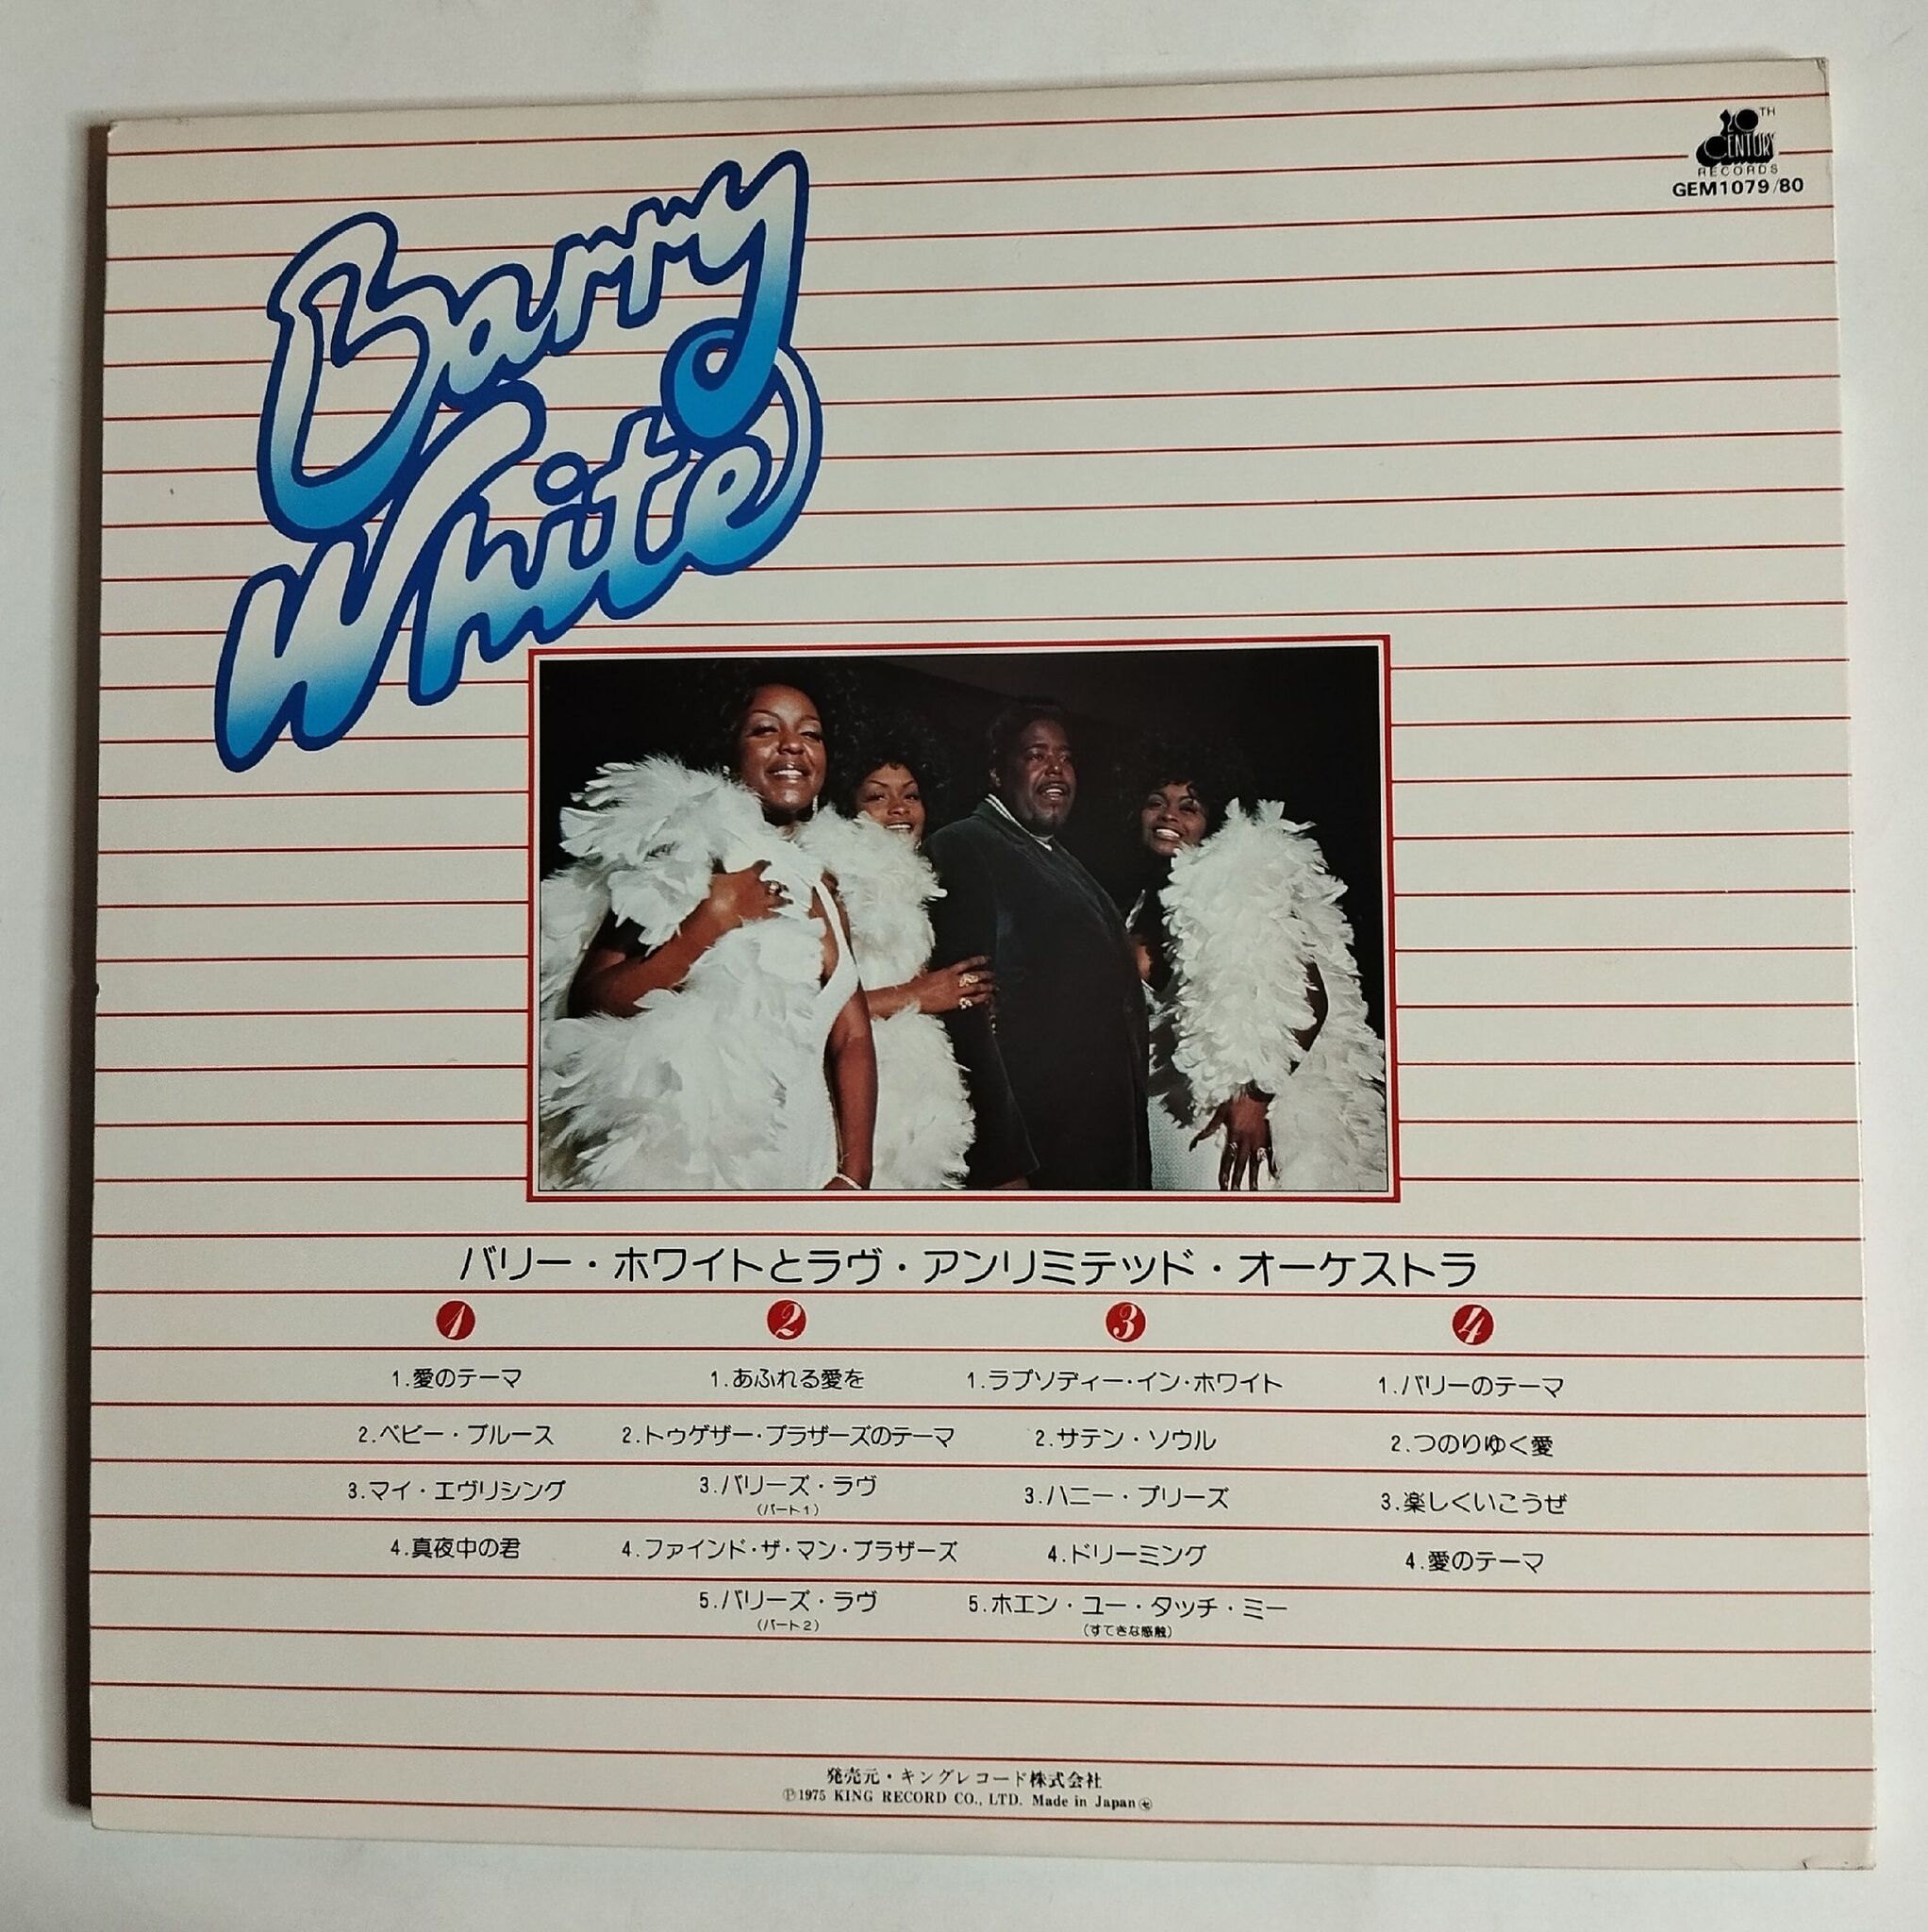 20TH
CENTURY
RECORDS
GEM1079/80
Barry
White
バリー・ホワイトとラヴ・アンリミテッド・オーケストラ
1
1.愛のテーマ
2.ベビー・ブルース
3.マイ・エヴリシング
4.真夜中の君
2
1.あふれる愛を
2.トゥゲザー・ブラザーズのテーマ
3.バリーズ・ラヴ
(パート1)
4.ファインド・ザ・マン・ブラザーズ
5.バリーズ・ラヴ
(パート2)
3
1.ラプソディー・イン・ホワイト
2.サテン・ソウル
3.ハニー・プリーズ
4.ドリーミング
5.ホエン・ユー・タッチ・ミー
(すてきな感触)
4
1.バリーのテーマ
2.つのりゆく愛
3.楽しくいこうぜ
4.愛のテーマ
発売元・キングレコード株式会社
Ⓟ1975 KING RECORD CO., LTD. Made in Japan㋲